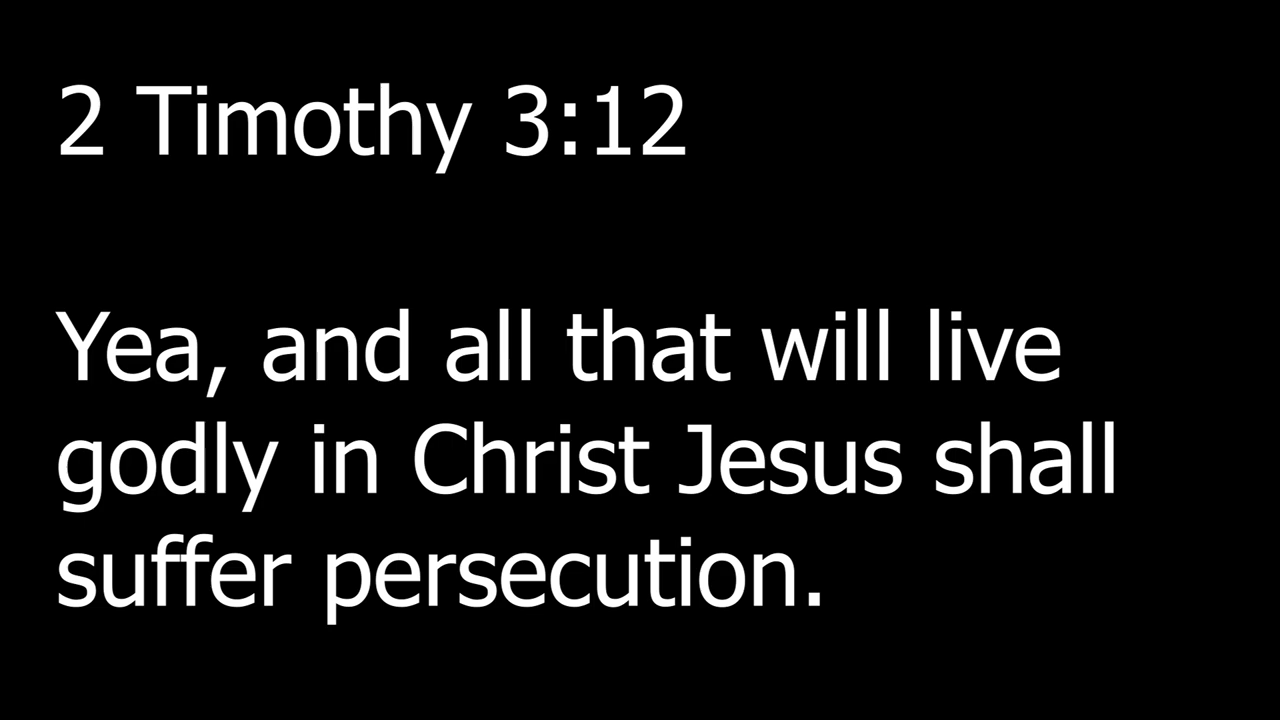 2 Timothy 3:12
Yea, and all that will live
godly in Christ Jesus shall
suffer persecution.